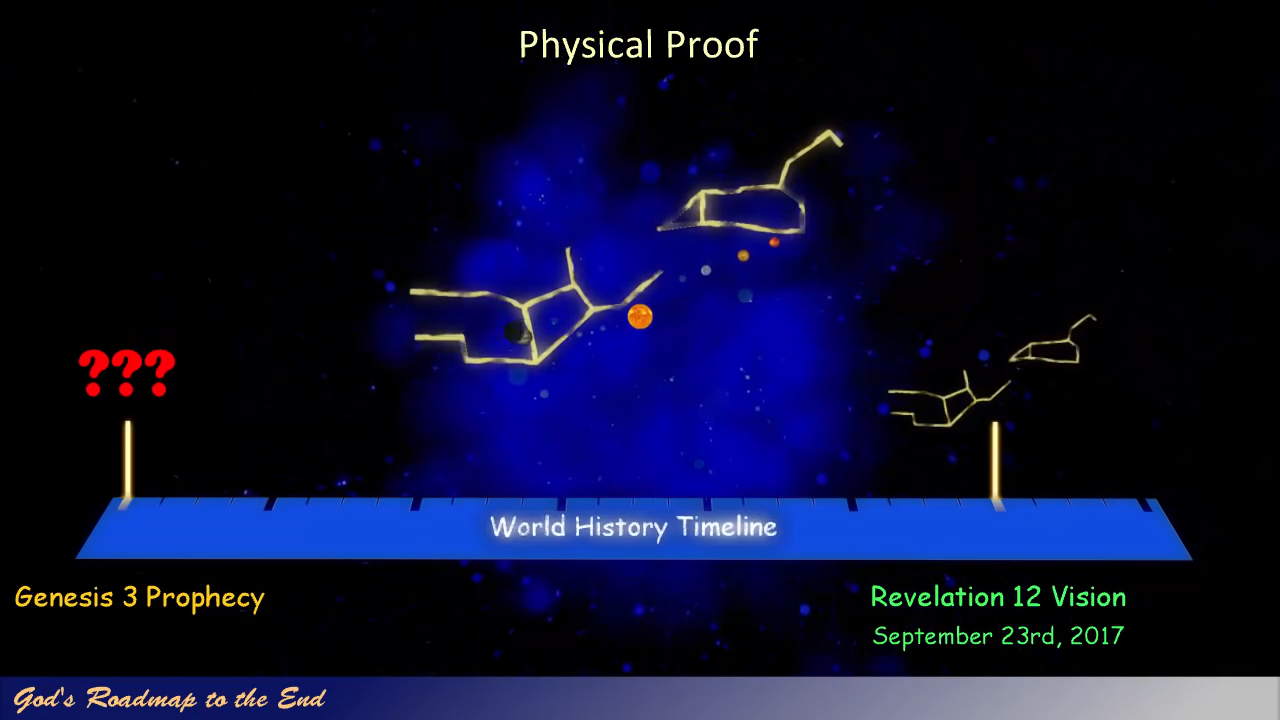 Physical Proof
???
World History Timeline
Genesis 3 Prophecy
Revelation 12 Vision
September 23rd, 2017
God's Roadmap to the End